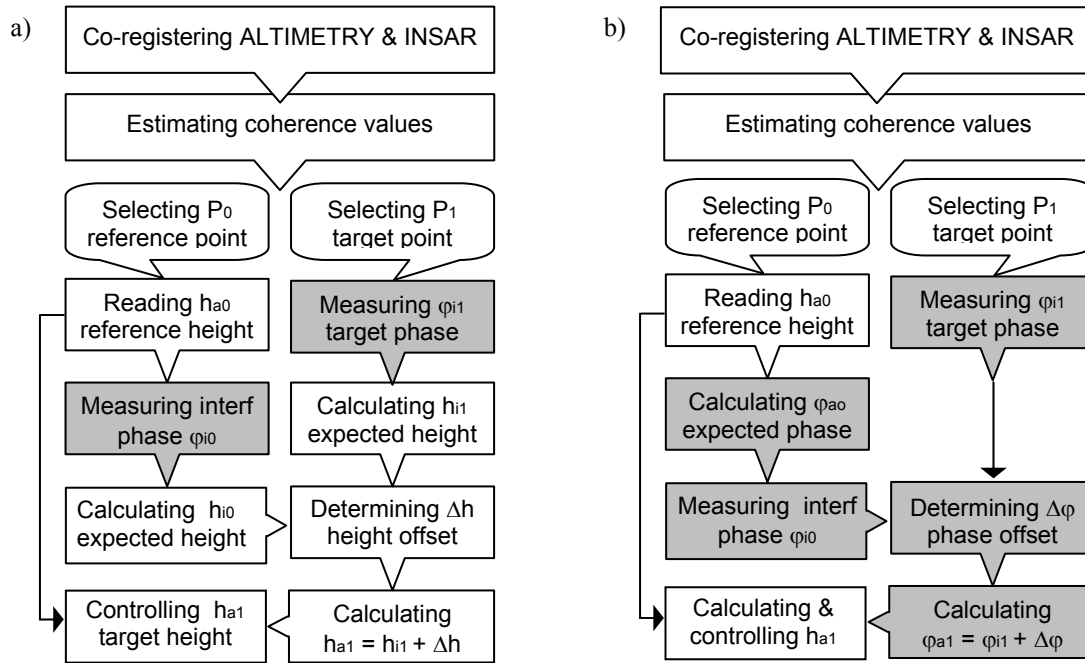 a)
Co-registering ALTIMETRY & INSAR
Estimating coherence values
Selecting P0
reference point
Selecting P1
target point
Reading ha0
reference height
Measuring φi1
target phase
Measuring interf
phase φi0
Calculating hi1
expected height
Calculating hi0
expected height
Determining Δh
height offset
Controlling ha1
target height
Calculating
ha1 = hi1 + Δh
b)
Co-registering ALTIMETRY & INSAR
Estimating coherence values
Selecting P0
reference point
Selecting P1
target point
Reading ha0
reference height
Measuring φi1
target phase
Calculating φao
expected phase
Measuring interf
phase φi0
Determining Δφ
phase offset
Calculating &
controlling ha1
Calculating
φa1 = φi1 + Δφ